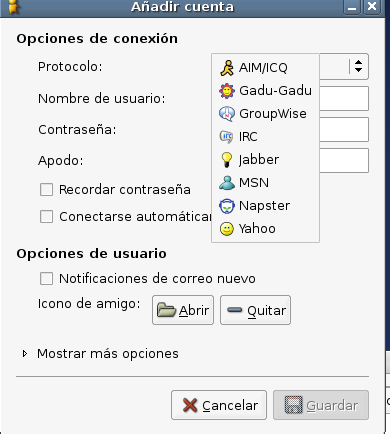 Añadir cuenta
Opciones de conexión
Protocolo:
AIM/ICQ
Gadu-Gadu
GroupWise
IRC
Jabber
MSN
Napster
Yahoo
Nombre de usuario:
Contraseña:
Apodo:
Recordar contraseña
Conectarse
Opciones de usuario
Notificaciones de correo nuevo
Icono de amigo: Abrir Quitar
Mostrar más opciones
Cancelar Guardar